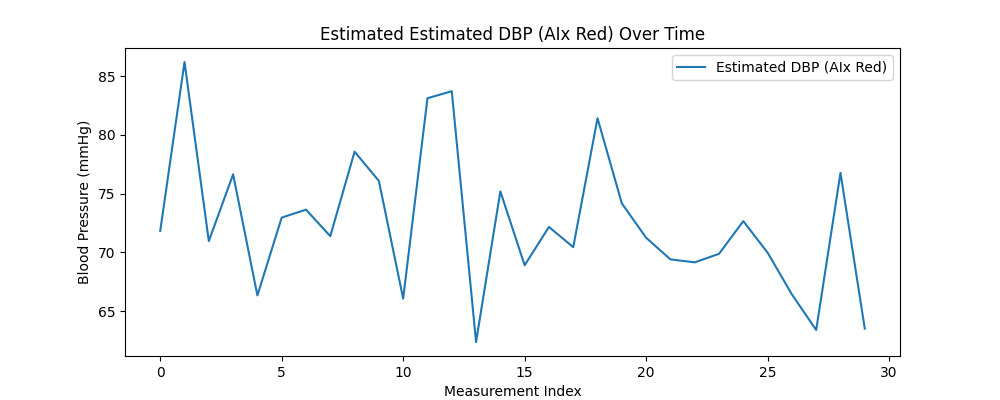 Estimated Estimated DBP (AIx Red) Over Time
Estimated DBP (AIx Red)
Blood Pressure (mmHg)
85
80
75
70
65
0 5 10 15 20 25 30
Measurement Index